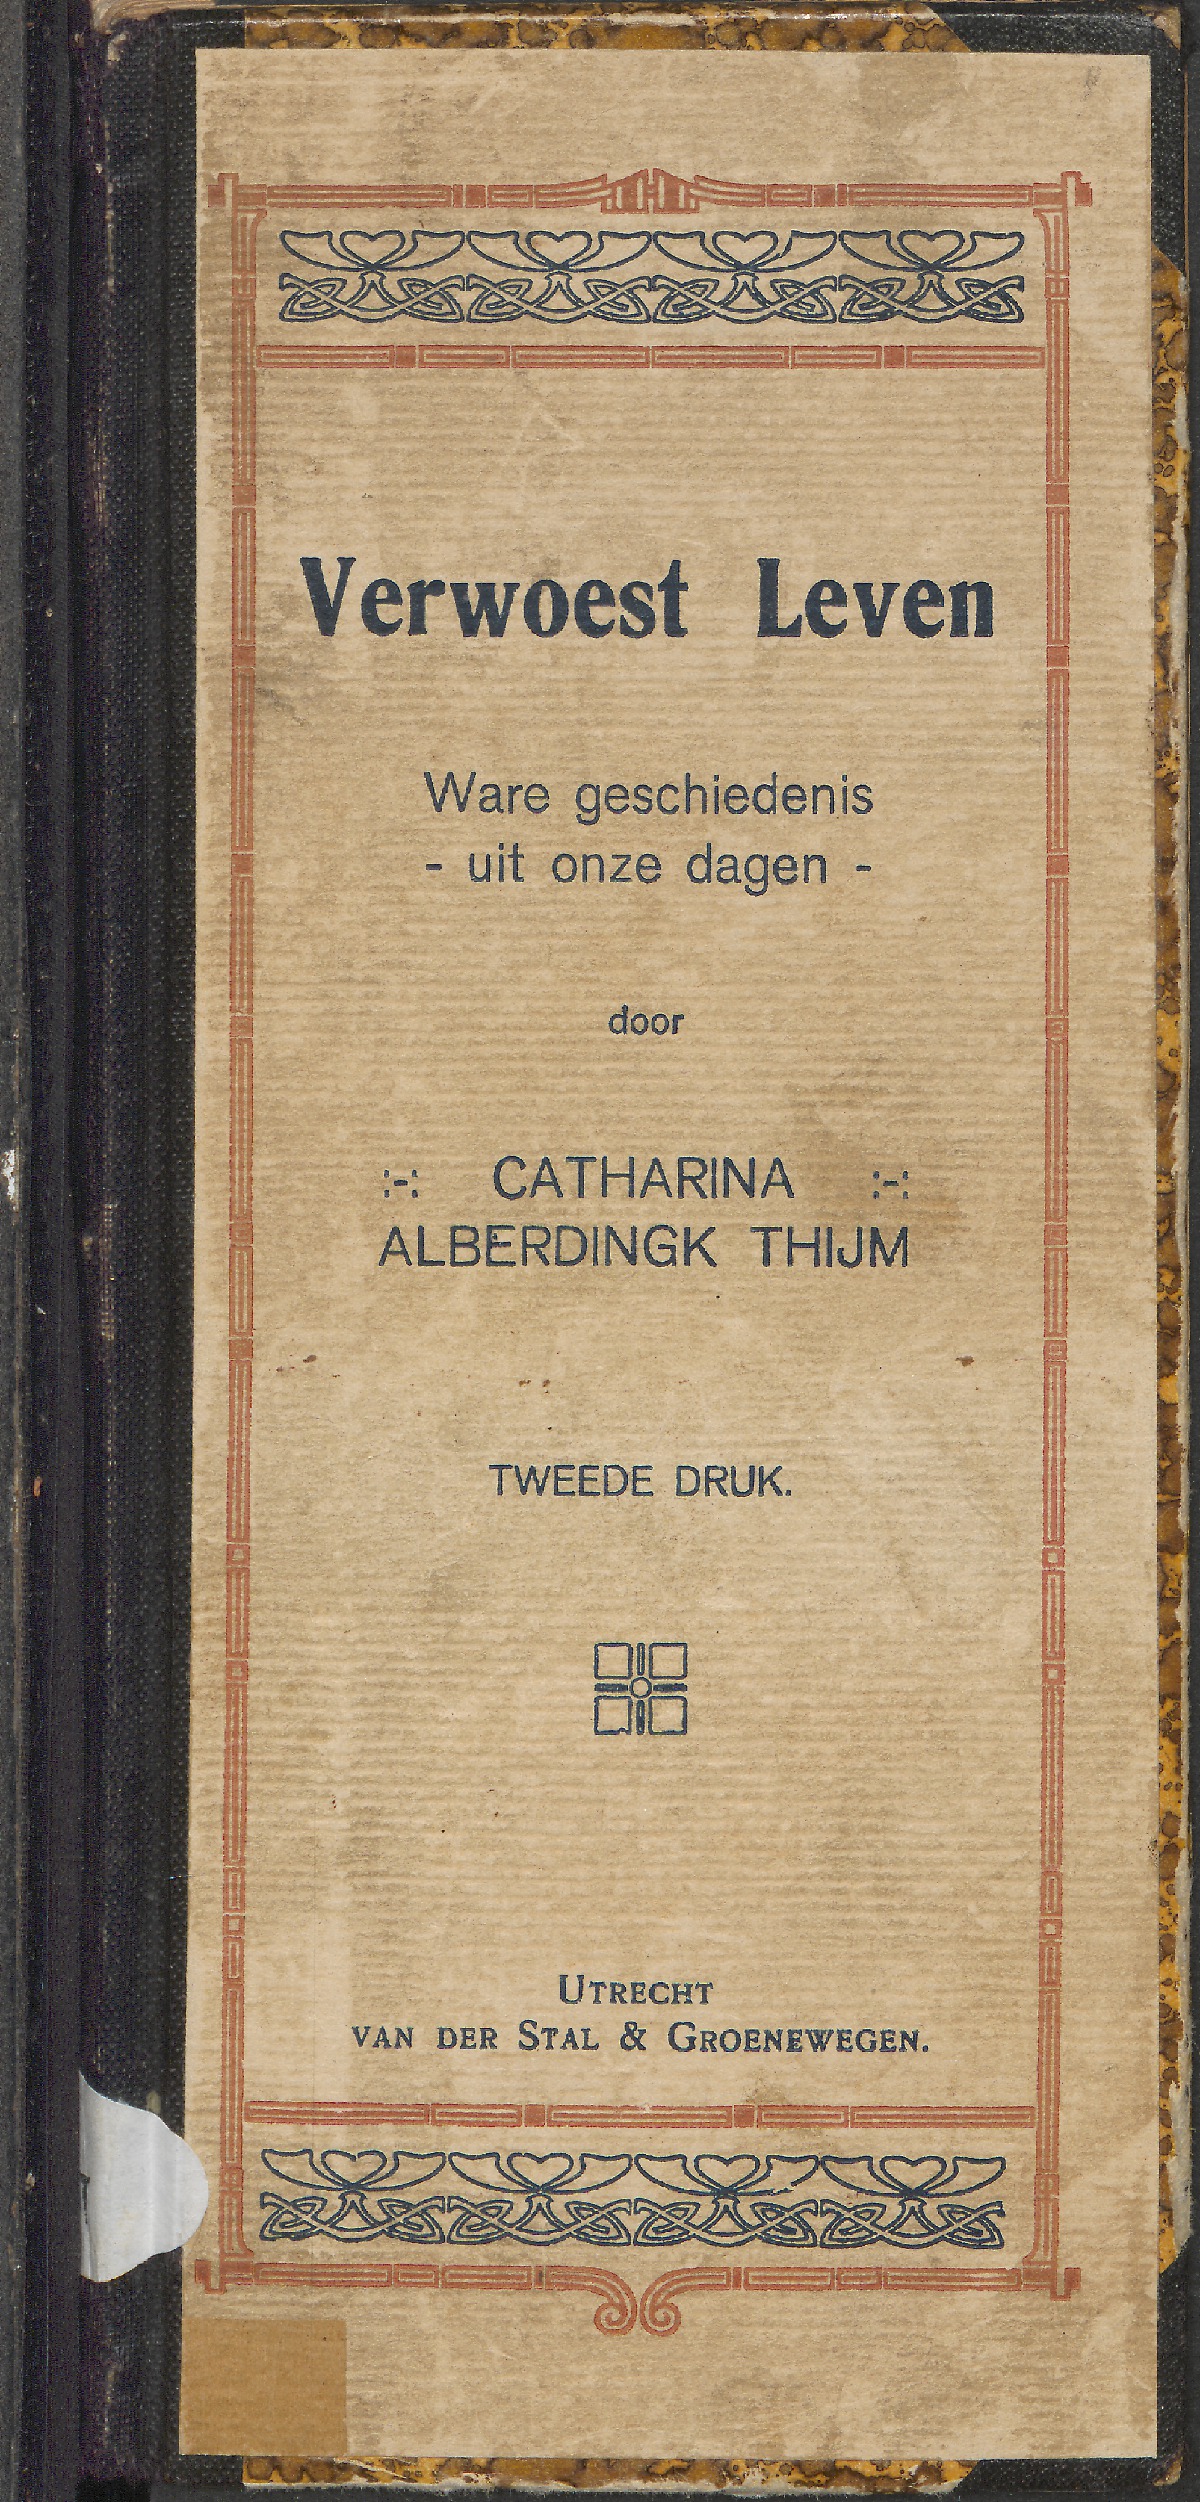 Verwoest Leven
Ware geschiedenis
- uit onze dagen -
door
:-: CATHARINA :-:
ALBERDINGK THIJM
TWEEDE DRUK.
UTRECHT
VAN DER STAL & GROENEWEGEN.